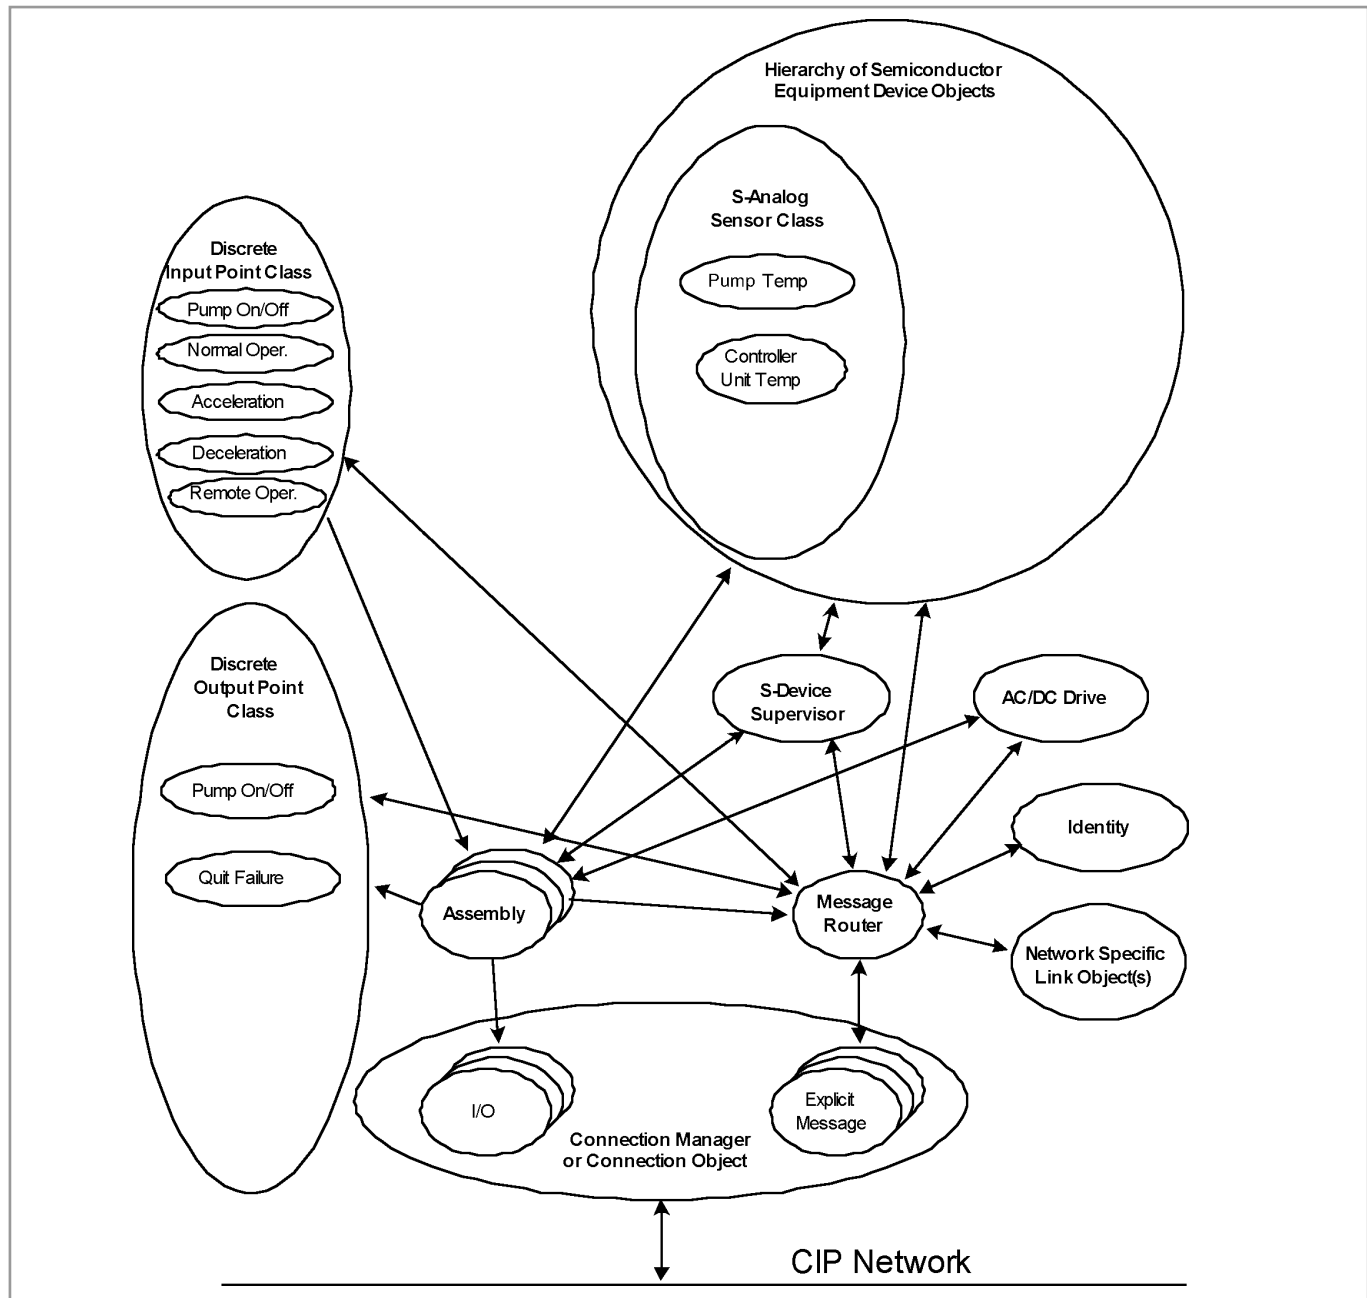 Hierarchy of Semiconductor
Equipment Device Objects
S-Analog
Sensor Class
Pump Temp
Controller
Unit Temp
Discrete
Input Point Class
Pump On/Off
Normal Oper.
Acceleration
Deceleration
Remote Oper.
Discrete
Output Point
Class
Pump On/Off
Quit Failure
S-Device
Supervisor
AC/DC Drive
Identity
Assembly
Message
Router
Network Specific
Link Object(s)
I/O
Explicit
Message
Connection Manager
or Connection Object
CIP Network